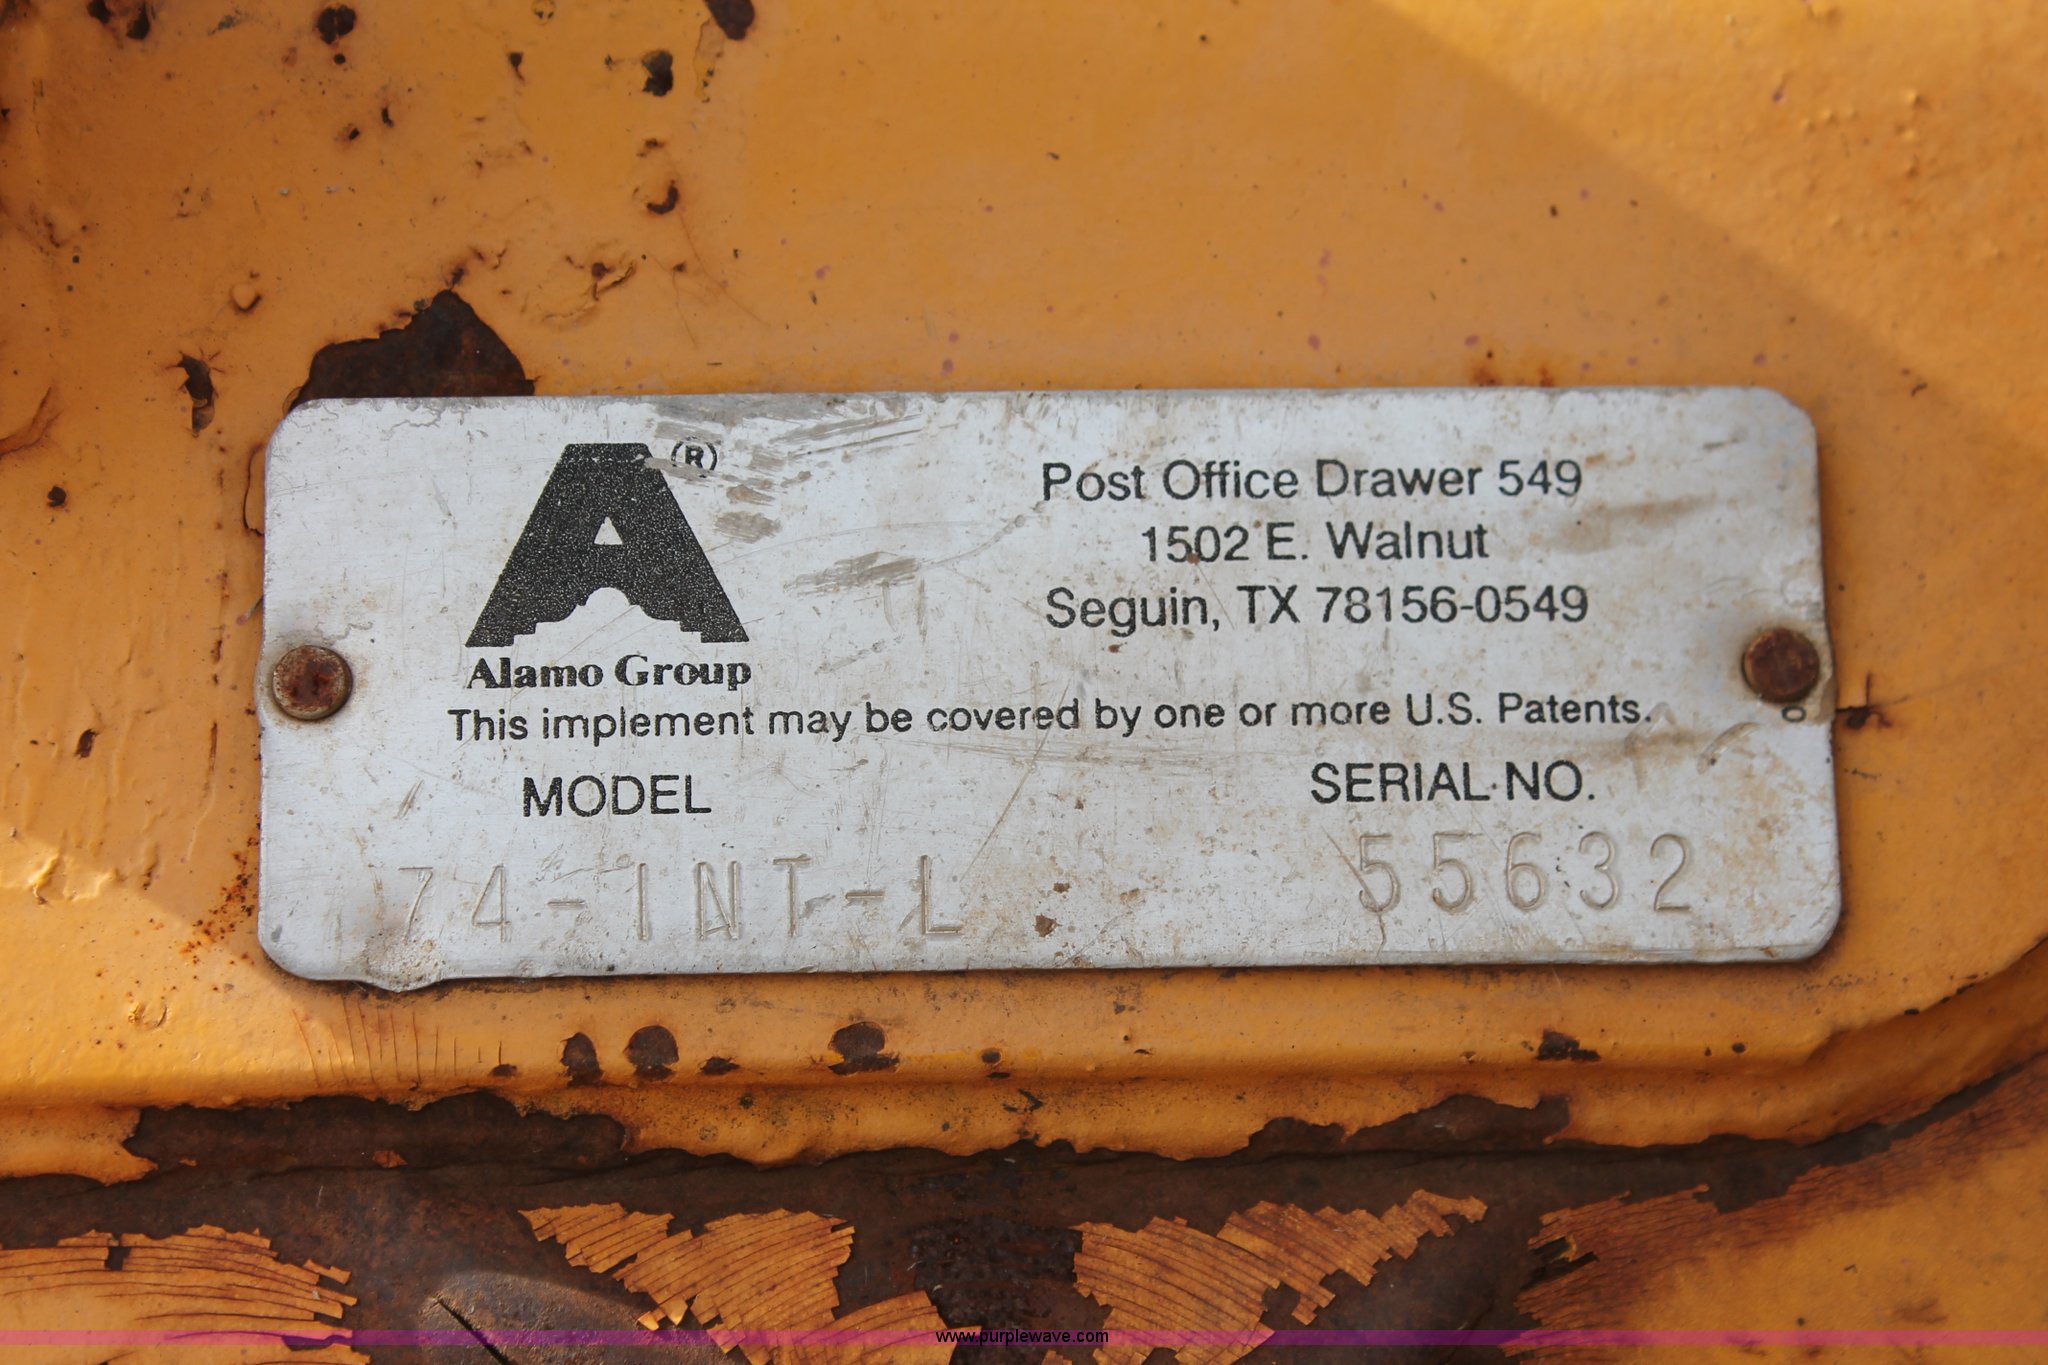 A ®
Alamo Group
Post Office Drawer 549
1502 E. Walnut
Seguin, TX 78156-0549
This implement may be covered by one or more U.S. Patents.
MODEL
SERIAL NO.
74-INT-L
55632
www.purplewave.com